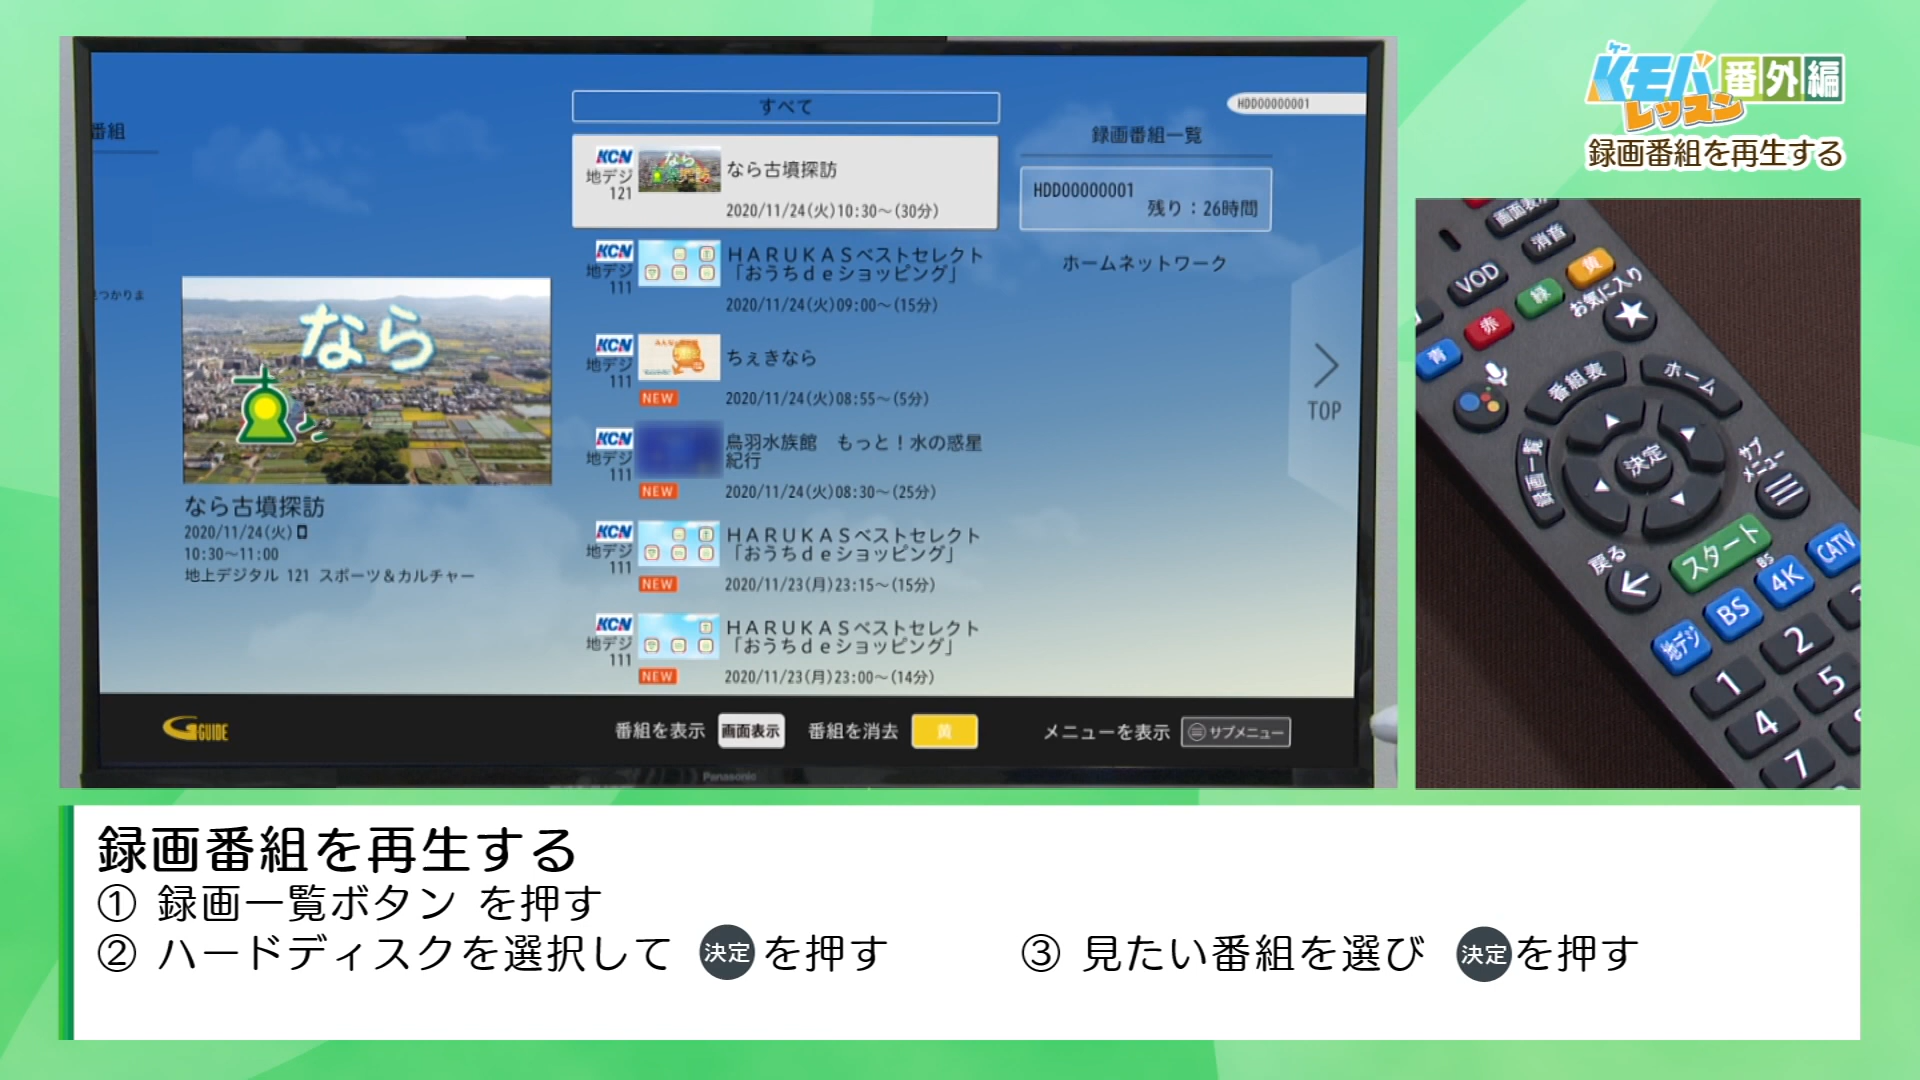 ケー
Kモバ 番外編
レッスン
録画番組を再生する
番組
すべて
HDD00000001
録画番組一覧
HDD00000001
残り：26時間
ホームネットワーク
TOP
KCN
地デジ
121
なら
なら古墳探訪
2020/11/24(火)10:30～(30分)
KCN
地デジ
111
ＨＡＲＵＫＡＳベストセレクト
「おうちｄｅショッピング」
2020/11/24(火)09:00～(15分)
KCN
地デジ
111
ちぇきなら
NEW
2020/11/24(火)08:55～(5分)
KCN
地デジ
111
鳥羽水族館　もっと！水の惑星
紀行
NEW
2020/11/24(火)08:30～(25分)
KCN
地デジ
111
ＨＡＲＵＫＡＳベストセレクト
「おうちｄｅショッピング」
NEW
2020/11/23(月)23:15～(15分)
KCN
地デジ
111
ＨＡＲＵＫＡＳベストセレクト
「おうちｄｅショッピング」
NEW
2020/11/23(月)23:00～(14分)
つかりま
なら
なら古墳探訪
2020/11/24(火)
10:30～11:00
地上デジタル 121 スポーツ＆カルチャー
G GUIDE
番組を表示 画面表示 番組を消去 黄 メニューを表示 サブメニュー
Panasonic
画面表示
消音
VOD
黄
緑
赤
青
お気に入り
番組表
ホーム
録画一覧
決定
サブ
メニュー
戻る
スタート
CATV
BS
4K
BS
地デジ
1
2
4
5
7
録画番組を再生する
① 録画一覧ボタン を押す
② ハードディスクを選択して 決定 を押す
③ 見たい番組を選び 決定 を押す